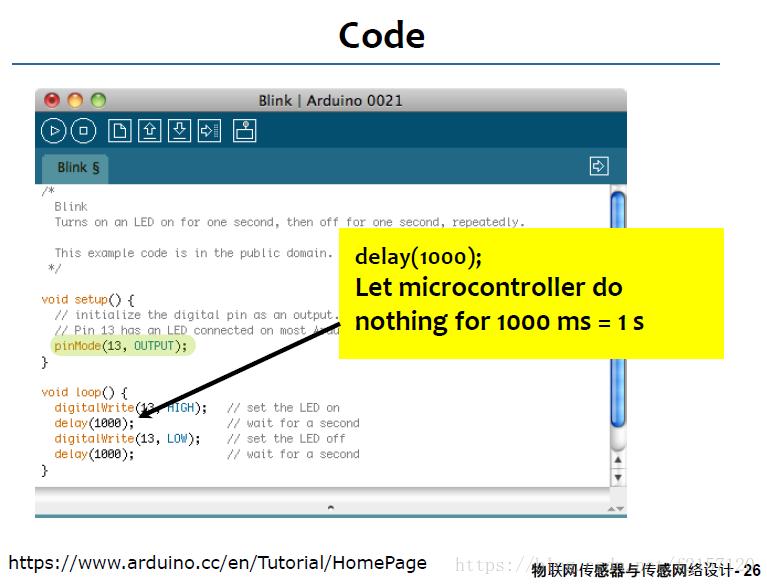 Code
Blink | Arduino 0021
Blink §
/*
Blink
Turns on an LED on for one second, then off for one second, repeatedly.
This example code is in the public domain.
*/
void setup() {
// initialize the digital pin as an output.
// Pin 13 has an LED connected on most
pinMode(13, OUTPUT);
}
void loop() {
digitalWrite(13, HIGH); // set the LED on
delay(1000); // wait for a second
digitalWrite(13, LOW); // set the LED off
delay(1000); // wait for a second
}
delay(1000);
Let microcontroller do
nothing for 1000 ms = 1 s
https://www.arduino.cc/en/Tutorial/HomePage
物联网传感器与传感网络设计- 26